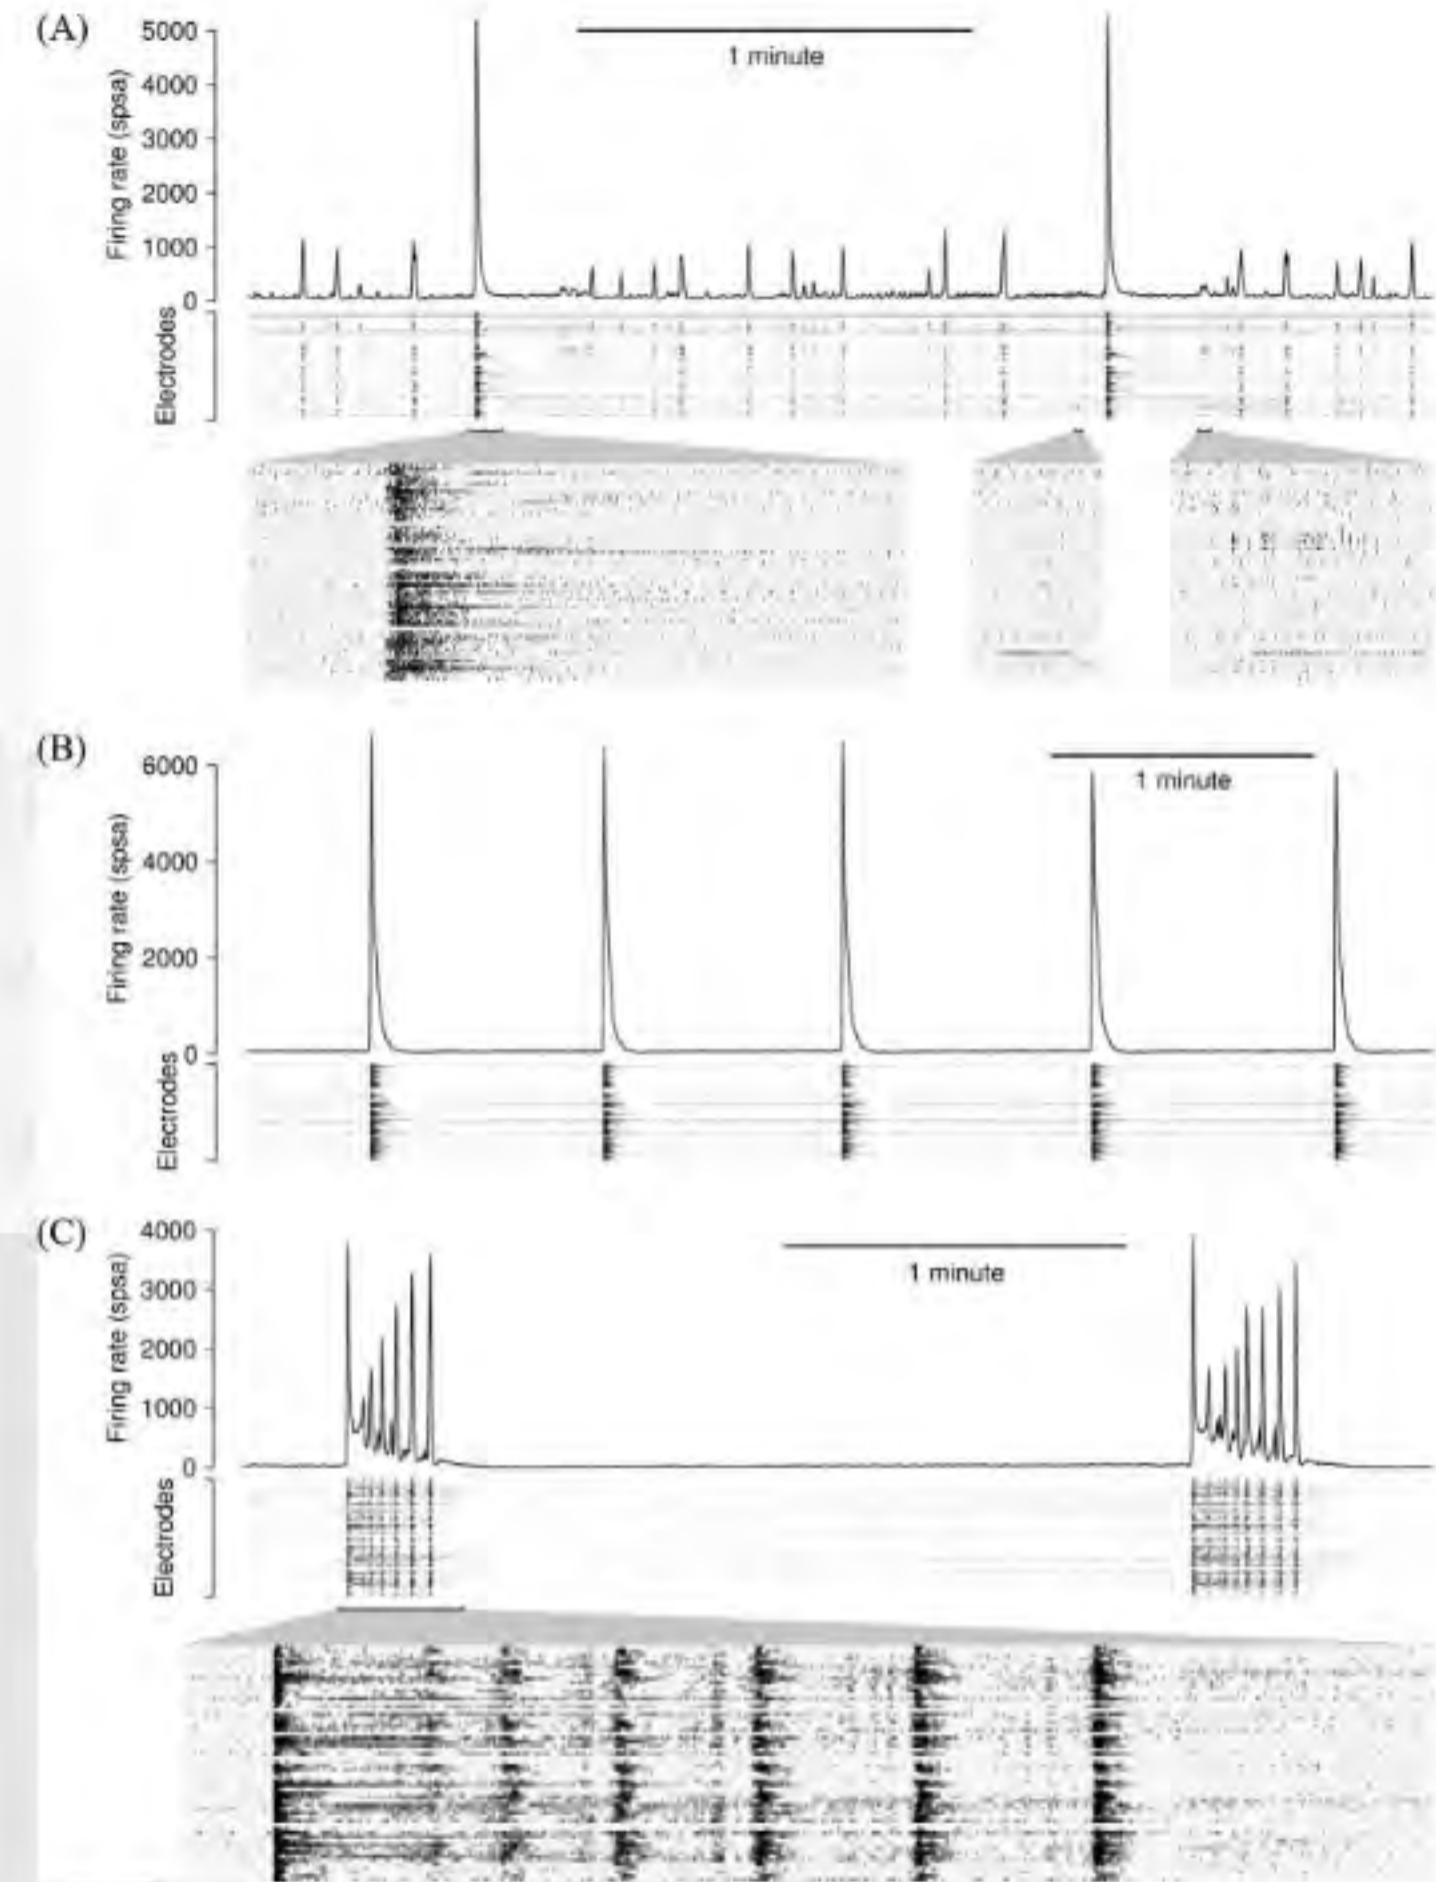 (A)
5000
1 minute
4000
3000
2000
1000
0
Firing rate (spsa)
Electrodes
(B)
6000
1 minute
4000
2000
0
Firing rate (spsa)
Electrodes
(C)
4000
1 minute
3000
2000
1000
0
Firing rate (spsa)
Electrodes